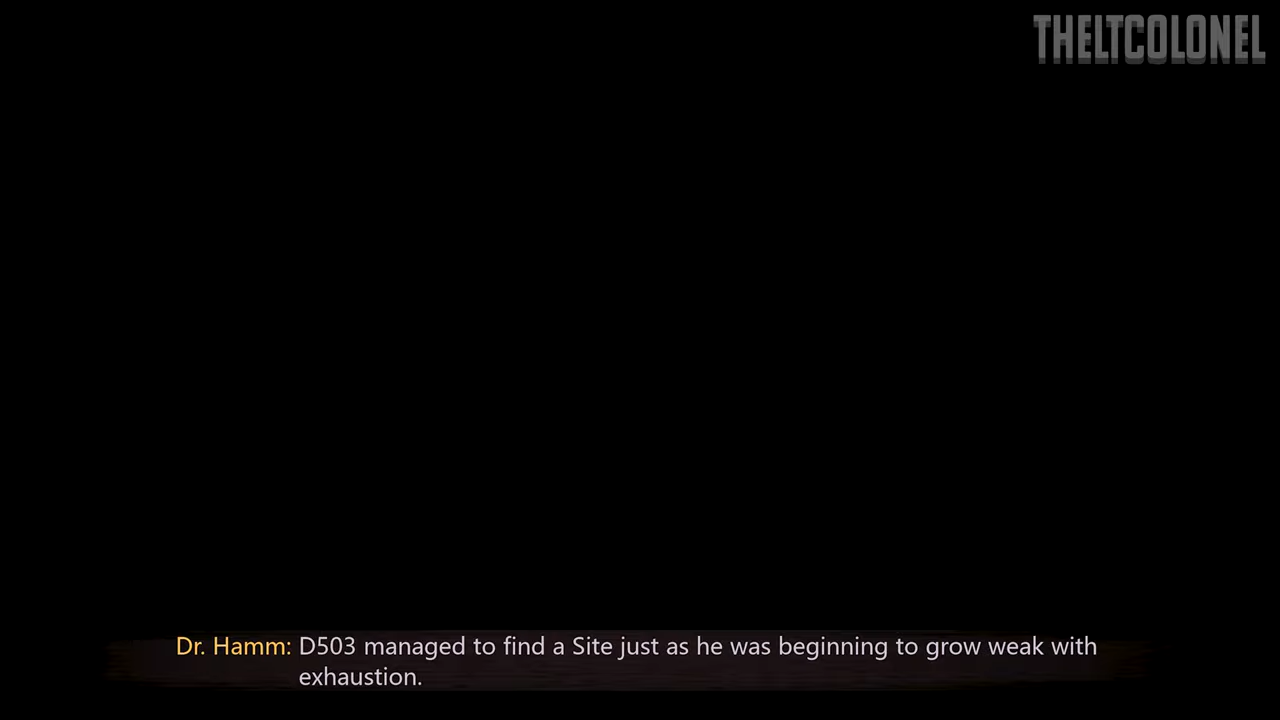 THELTCOLONEL
Dr. Hamm: D503 managed to find a Site just as he was beginning to grow weak with
exhaustion.